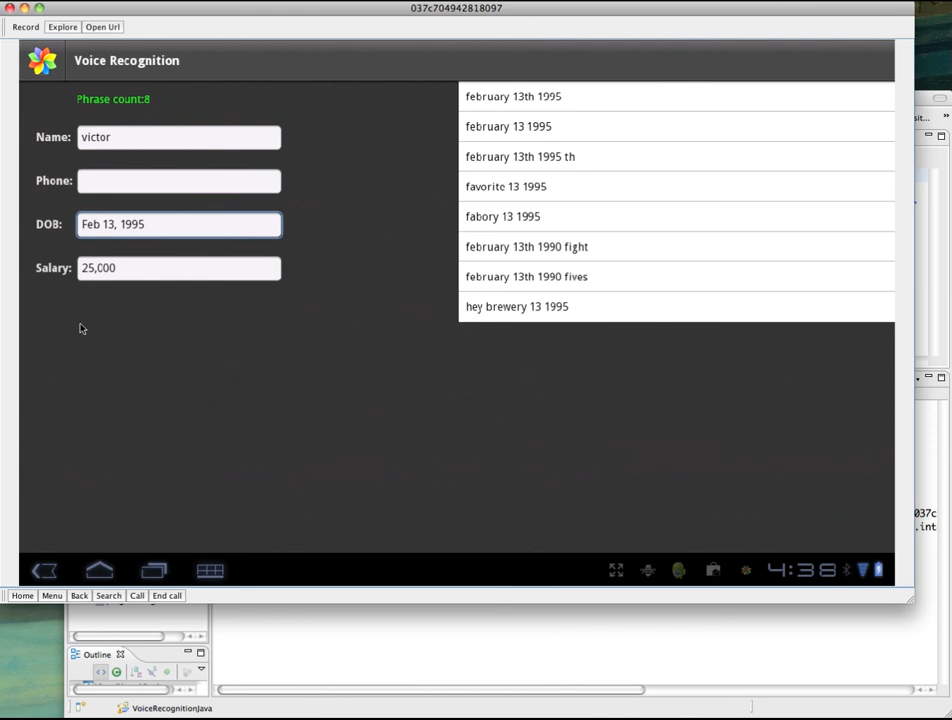 037c704942818097
Record Explore Open Url
Voice Recognition
Phrase count:8
Name: victor
Phone:
DOB: Feb 13, 1995
Salary: 25,000
february 13th 1995
february 13 1995
february 13th 1995 th
favorite 13 1995
fabory 13 1995
february 13th 1990 fight
february 13th 1990 fives
hey brewery 13 1995
4:38
Home Menu Back Search Call End call
sit...
037c
.int
Outline
VoiceRecognitionJava